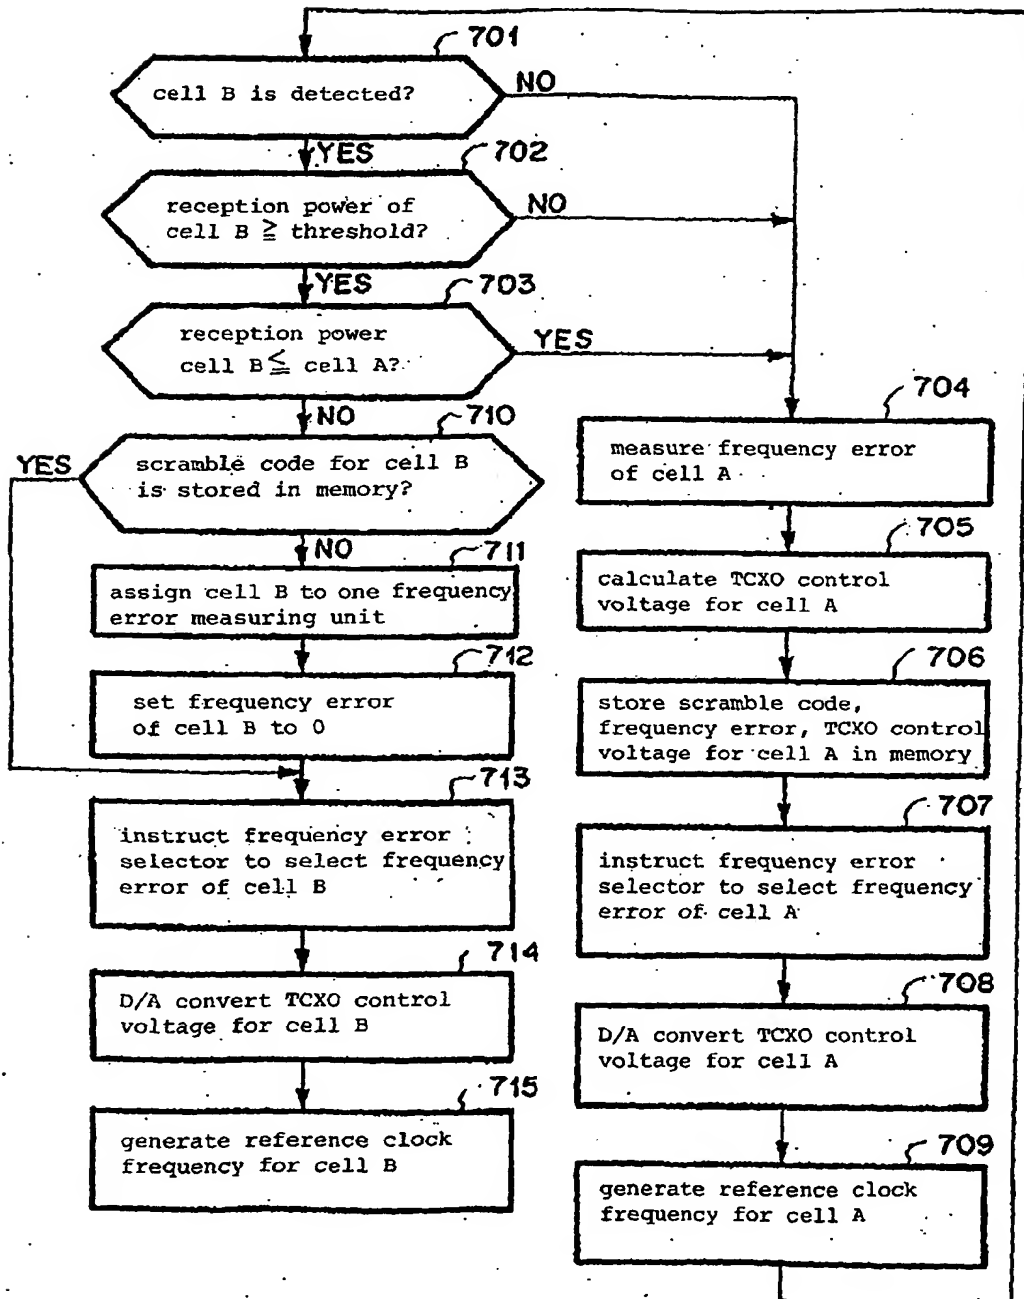 701
cell B is detected?
NO
YES
702
reception power of
cell B ≧ threshold?
NO
YES
703
reception power
cell B ≦ cell A?
YES
NO
710
YES
scramble code for cell B
is stored in memory?
NO
711
assign cell B to one frequency
error measuring unit
712
set frequency error
of cell B to 0
713
instruct frequency error
selector to select frequency
error of cell B
714
D/A convert TCXO control
voltage for cell B
715
generate reference clock
frequency for cell B
704
measure frequency error
of cell A
705
calculate TCXO control
voltage for cell A
706
store scramble code,
frequency error, TCXO control
voltage for cell A in memory
707
instruct frequency error
selector to select frequency
error of cell A
708
D/A convert TCXO control
voltage for cell A
709
generate reference clock
frequency for cell A